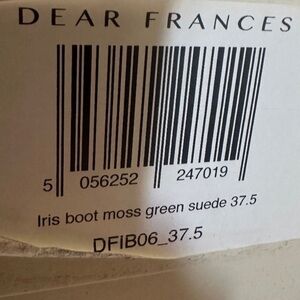 DEAR FRANCES
5 056252 247019
Iris boot moss green suede 37.5
DFIB06_37.5